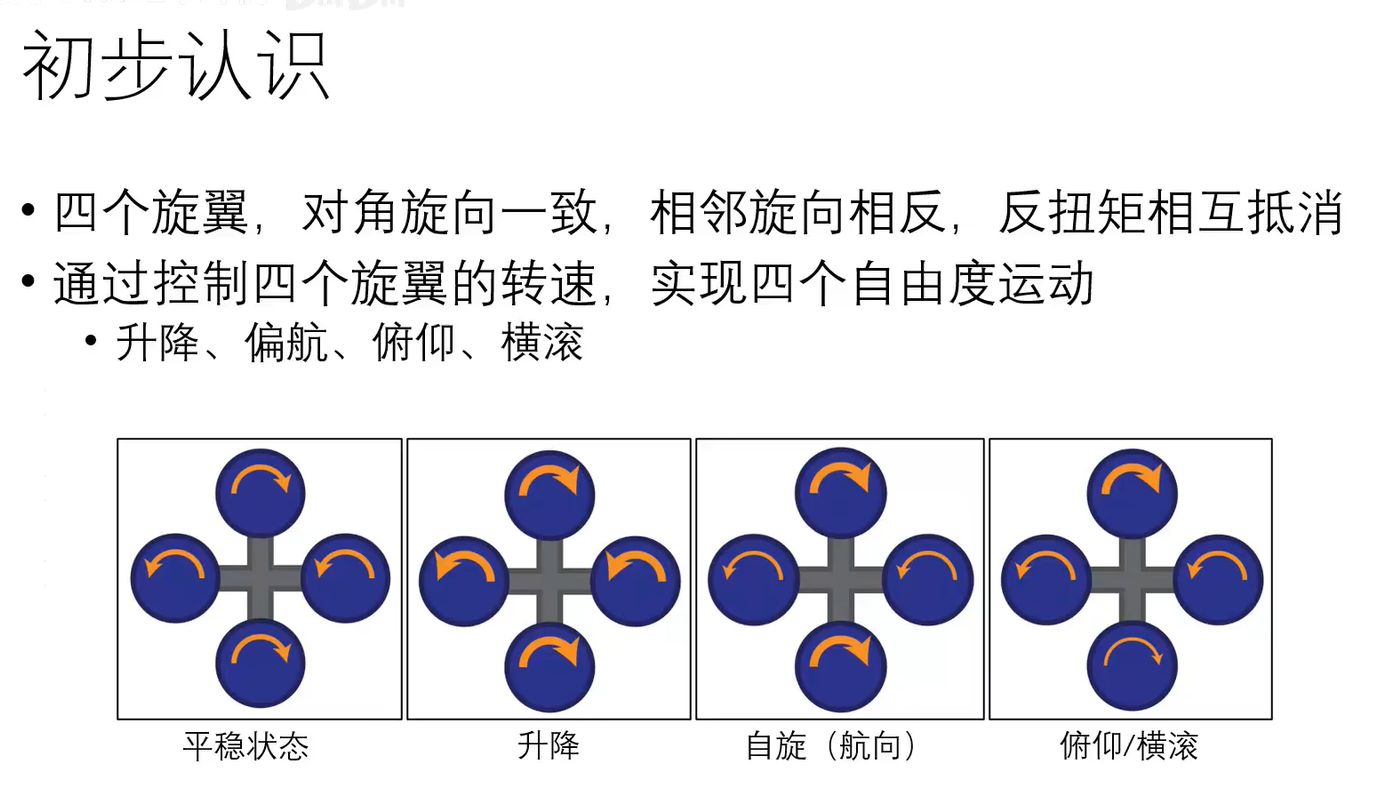 初步认识
• 四个旋翼，对角旋向一致，相邻旋向相反，反扭矩相互抵消
• 通过控制四个旋翼的转速，实现四个自由度运动
• 升降、偏航、俯仰、横滚
平稳状态
升降
自旋（航向）
俯仰/横滚